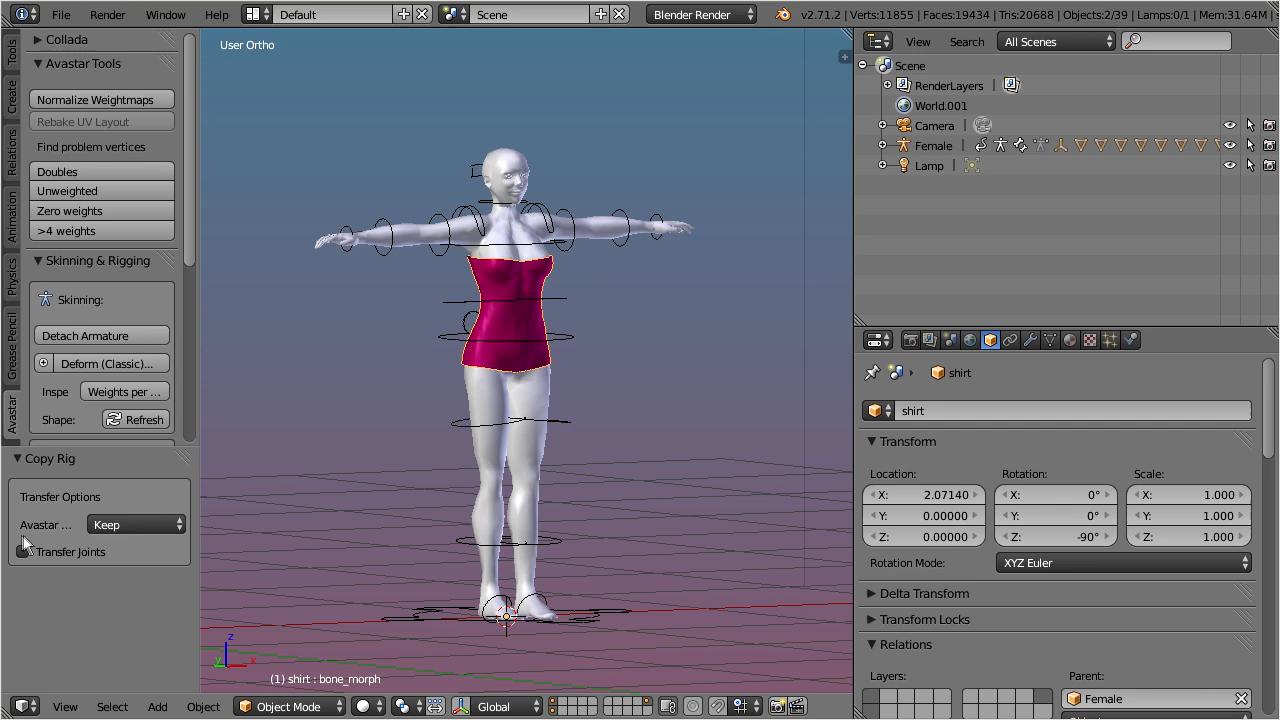 File Render Window Help Default Scene Blender Render v2.71.2 | Verts:11855 | Faces:19434 | Tris:20688 | Objects:2/39 | Lamps:0/1 | Mem:31.64M |
Tools
Create
Relations
Animation
Physics
Grease Pencil
Avastar
Collada
Avastar Tools
Normalize Weightmaps
Rebake UV Layout
Find problem vertices
Doubles
Unweighted
Zero weights
>4 weights
Skinning & Rigging
Skinning:
Detach Armature
Deform (Classic)...
Inspe Weights per ...
Shape: Refresh
Copy Rig
Transfer Options
Avastar ... Keep
Transfer Joints
User Ortho
z
y x
(1) shirt : bone_morph
View Select Add Object Object Mode Global
View Search All Scenes
Scene
RenderLayers |
World.001
Camera |
Female |
Lamp |
shirt
shirt
Transform
Location: Rotation: Scale:
X: 2.07140 X: 0° X: 1.000
Y: 0.00000 Y: 0° Y: 1.000
Z: 0.00000 Z: -90° Z: 1.000
Rotation Mode: XYZ Euler
Delta Transform
Transform Locks
Relations
Layers: Parent:
Female